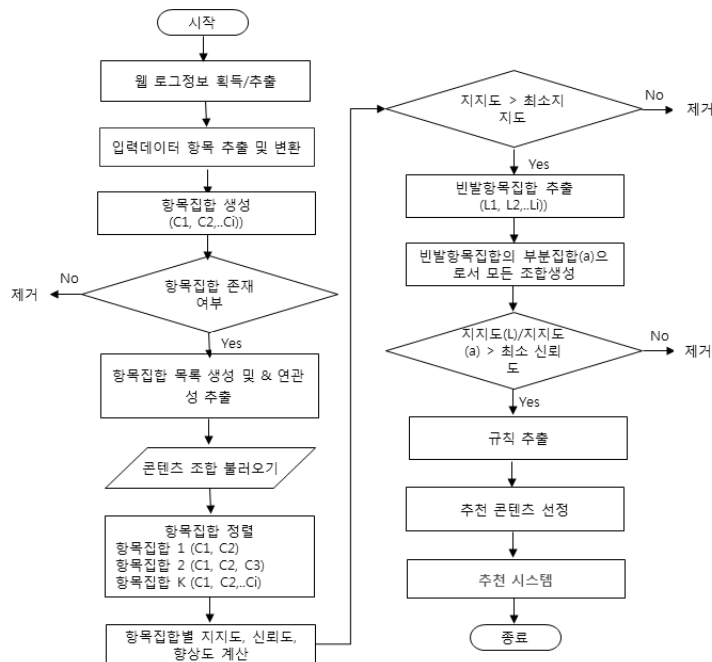 시작
웹 로그정보 획득/추출
입력데이터 항목 추출 및 변환
항목집합 생성
(C1, C2,..Ci))
항목집합 존재
여부
No
제거
Yes
항목집합 목록 생성 및 & 연관
성 추출
콘텐츠 조합 불러오기
항목집합 정렬
항목집합 1 (C1, C2)
항목집합 2 (C1, C2, C3)
항목집합 K (C1, C2,..Ci)
항목집합별 지지도, 신뢰도,
향상도 계산
지지도 > 최소지
지도
No
제거
Yes
빈발항목집합 추출
(L1, L2,..Li))
빈발항목집합의 부분집합(a)으
로서 모든 조합생성
지지도(L)/지지도
(a) > 최소 신뢰
도
No
제거
Yes
규칙 추출
추천 콘텐츠 선정
추천 시스템
종료